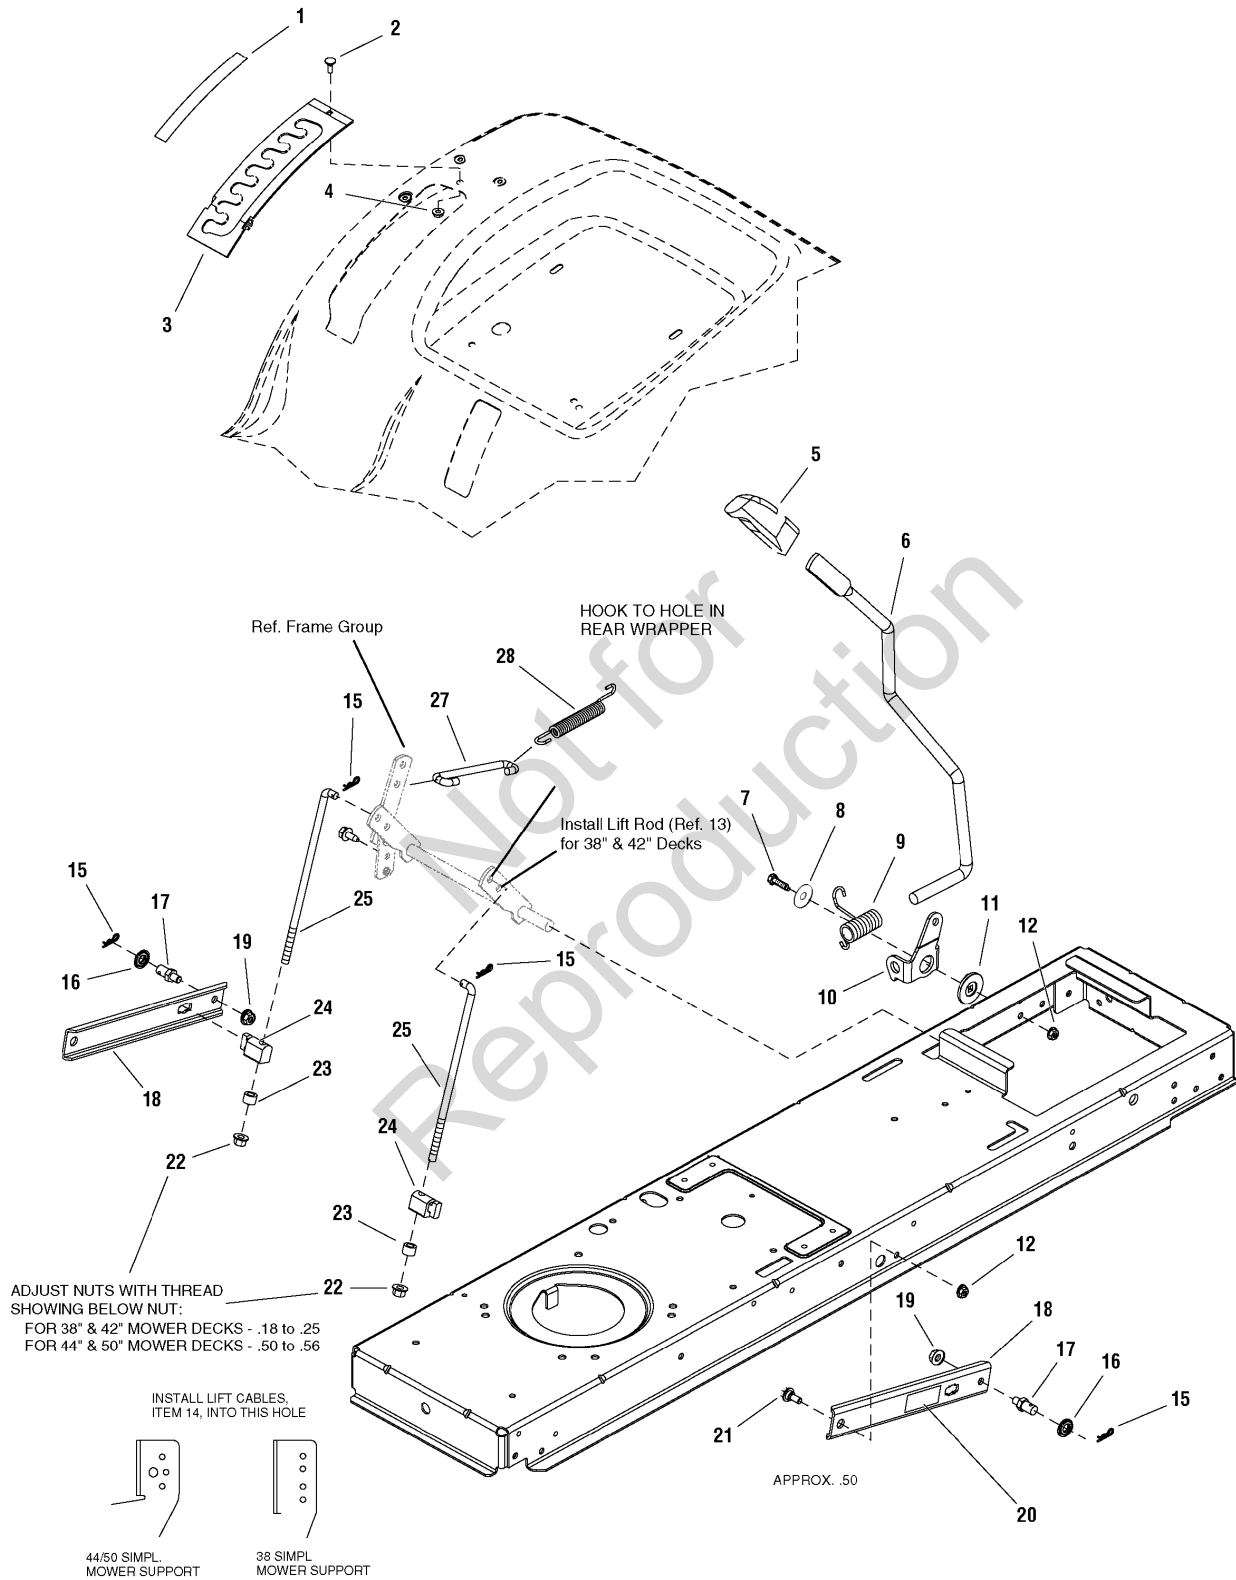 1
2
3
4
5
6
HOOK TO HOLE IN
REAR WRAPPER
Ref. Frame Group
28
15
27
Install Lift Rod (Ref. 13)
for 38" & 42" Decks
7
8
9
11
12
10
15
17
16
19
25
24
18
23
22
15
25
24
23
22
ADJUST NUTS WITH THREAD
SHOWING BELOW NUT:
FOR 38" & 42" MOWER DECKS - .18 to .25
FOR 44" & 50" MOWER DECKS - .50 to .56
12
19
18
17
16
15
21
20
APPROX. .50
INSTALL LIFT CABLES,
ITEM 14, INTO THIS HOLE
44/50 SIMPL.
MOWER SUPPORT
38 SIMPL
MOWER SUPPORT
Not for
Reproduction